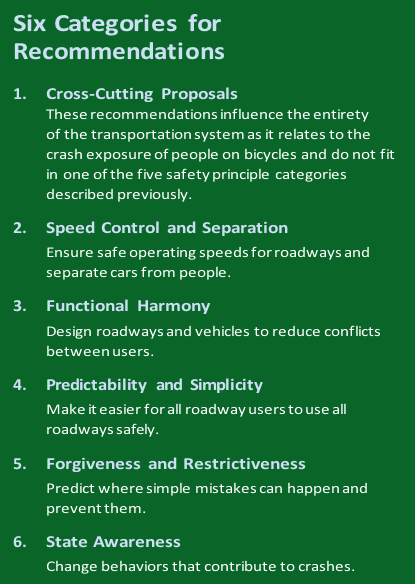 Six Categories for
Recommendations
1. Cross-Cutting Proposals
These recommendations influence the entirety
of the transportation system as it relates to the
crash exposure of people on bicycles and do not fit
in one of the five safety principle categories
described previously.
2. Speed Control and Separation
Ensure safe operating speeds for roadways and
separate cars from people.
3. Functional Harmony
Design roadways and vehicles to reduce conflicts
between users.
4. Predictability and Simplicity
Make it easier for all roadway users to use all
roadways safely.
5. Forgiveness and Restrictiveness
Predict where simple mistakes can happen and
prevent them.
6. State Awareness
Change behaviors that contribute to crashes.